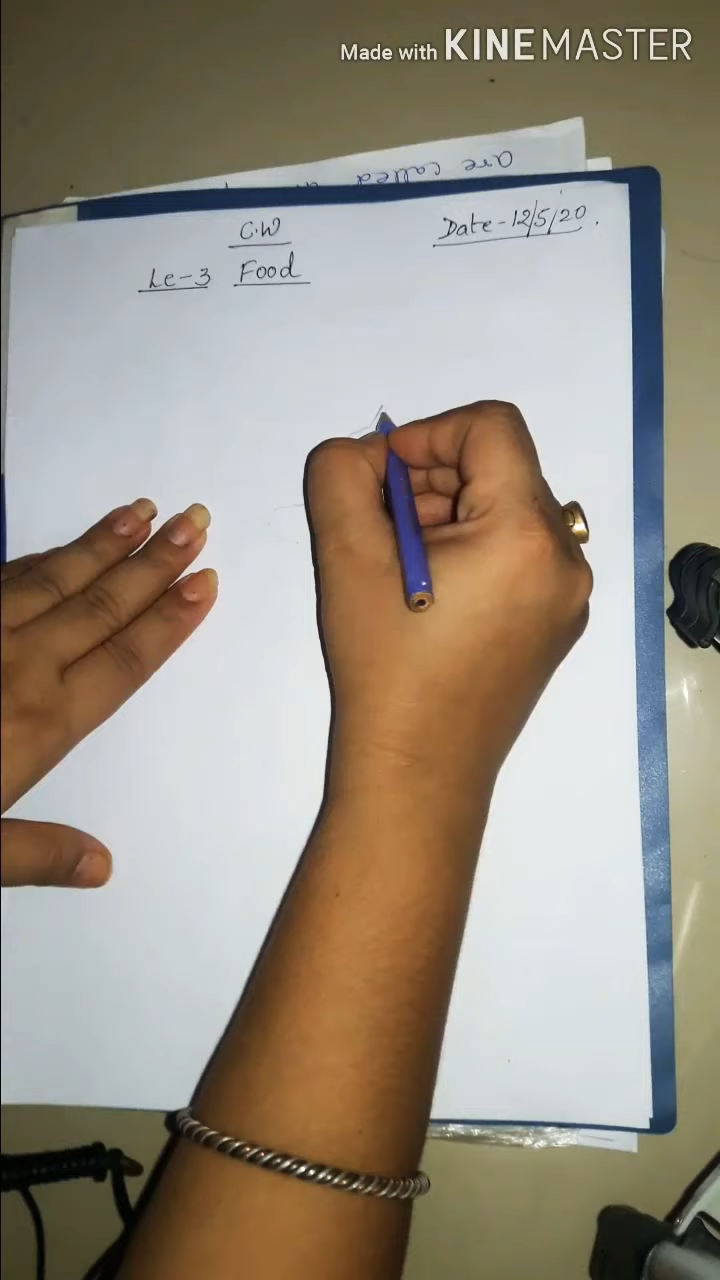 Made with KINEMASTER
are called
C.W
Date - 12/5/20.
Le-3 Food